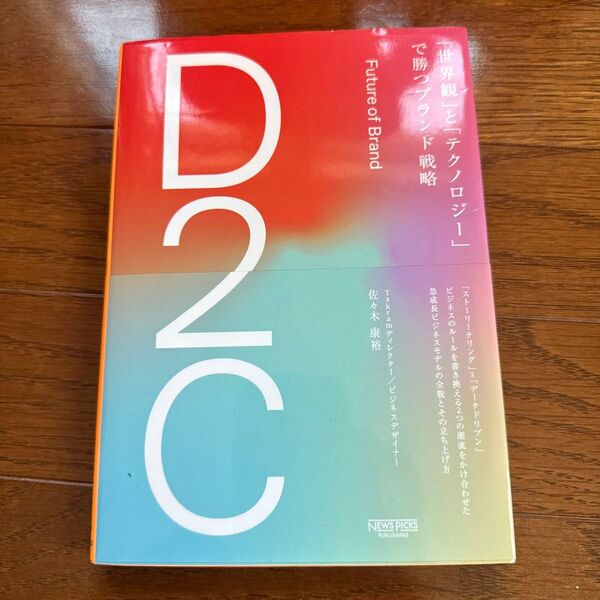 「世界観」と「テクノロジー」
で勝つブランド戦略
Future of Brand
D2C
「ストーリーテリング」×「データドリブン」
ビジネスのルールを書き換える2つの潮流をかけ合わせた
急成長ビジネスモデルの全貌とその立ち上げ方
Takramディレクター／ビジネスデザイナー
佐々木 康裕
NEWS PICKS
PUBLISHING